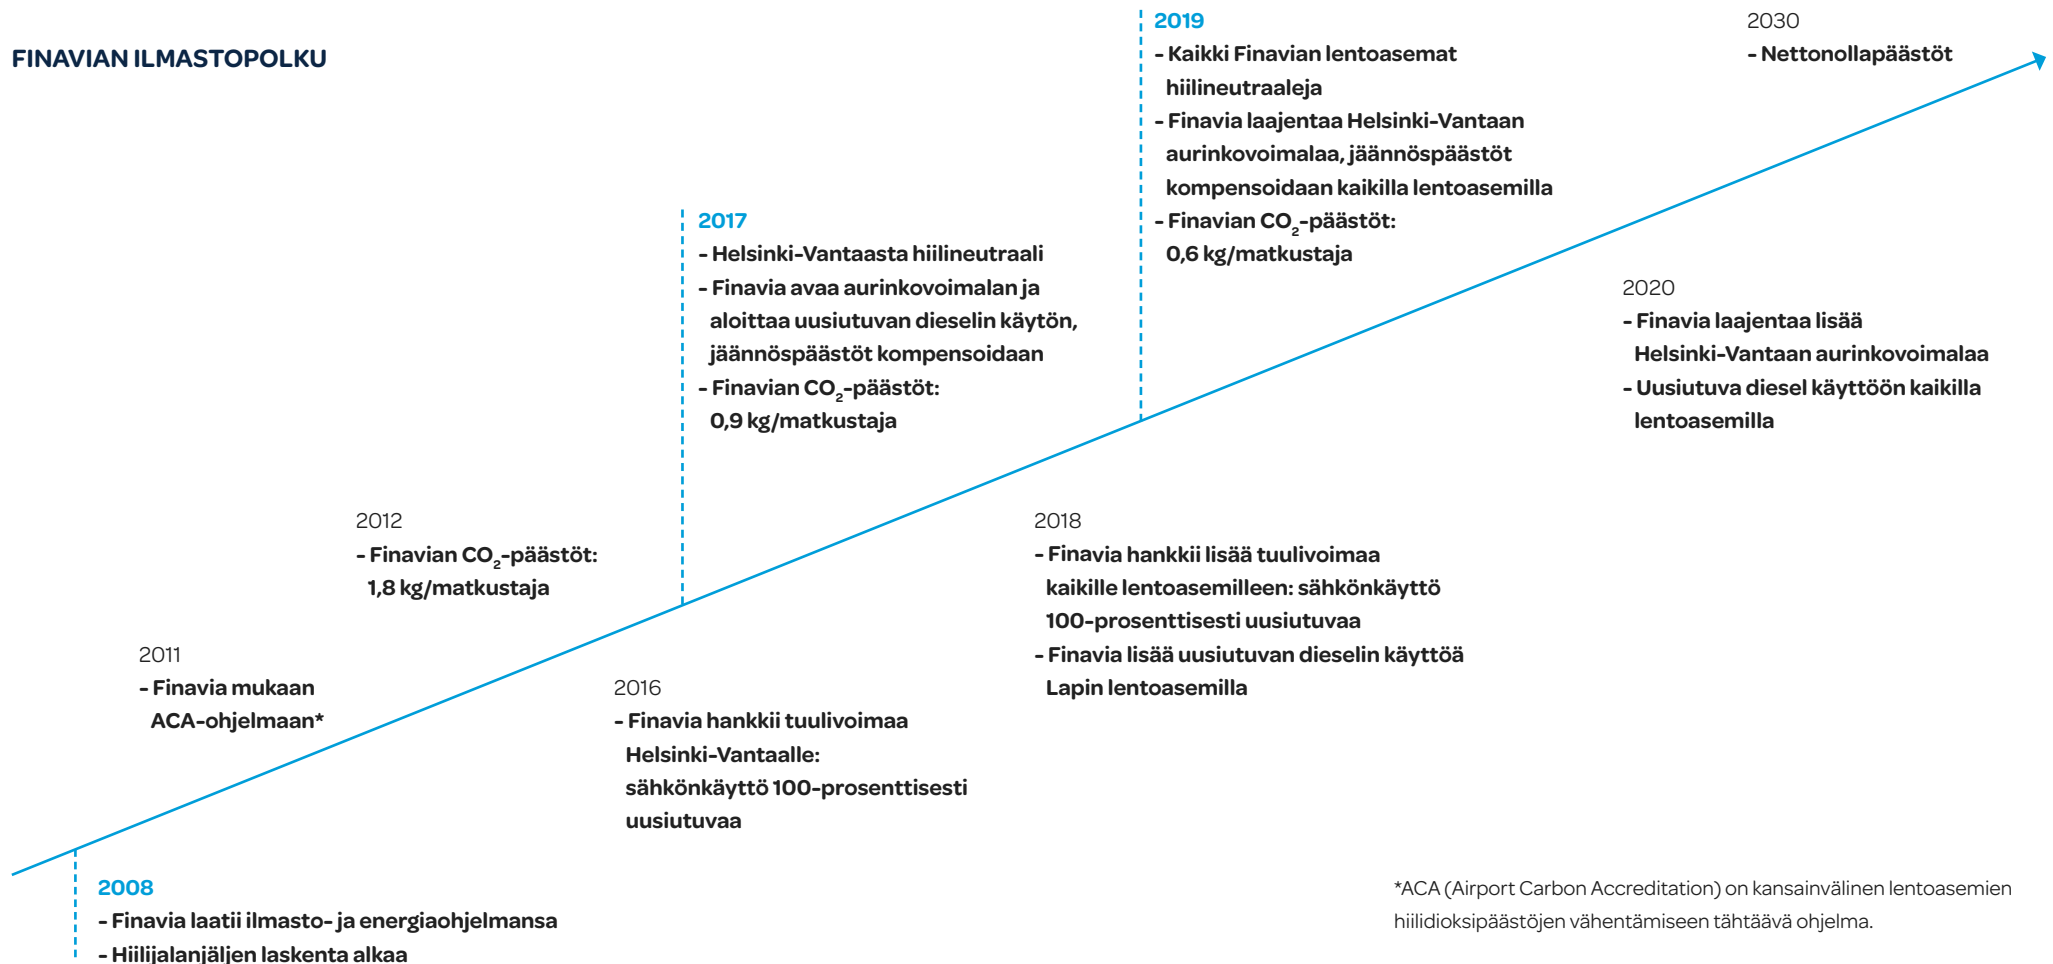 FINAVIAN ILMASTOPOLKU
2008
- Finavia laatii ilmasto- ja energiaohjelmansa
- Hiilijalanjäljen laskenta alkaa
2011
- Finavia mukaan
ACA-ohjelmaan*
2012
- Finavian CO₂-päästöt:
1,8 kg/matkustaja
2016
- Finavia hankkii tuulivoimaa
Helsinki-Vantaalle:
sähkönkäyttö 100-prosenttisesti
uusiutuvaa
2017
- Helsinki-Vantaasta hiilineutraali
- Finavia avaa aurinkovoimalan ja
aloittaa uusiutuvan dieselin käytön,
jäännöspäästöt kompensoidaan
- Finavian CO₂-päästöt:
0,9 kg/matkustaja
2018
- Finavia hankkii lisää tuulivoimaa
kaikille lentoasemilleen: sähkönkäyttö
100-prosenttisesti uusiutuvaa
- Finavia lisää uusiutuvan dieselin käyttöä
Lapin lentoasemilla
2019
- Kaikki Finavian lentoasemat
hiilineutraaleja
- Finavia laajentaa Helsinki-Vantaan
aurinkovoimalaa, jäännöspäästöt
kompensoidaan kaikilla lentoasemilla
- Finavian CO₂-päästöt:
0,6 kg/matkustaja
2020
- Finavia laajentaa lisää
Helsinki-Vantaan aurinkovoimalaa
- Uusiutuva diesel käyttöön kaikilla
lentoasemilla
2030
- Nettonollapäästöt
*ACA (Airport Carbon Accreditation) on kansainvälinen lentoasemien
hiilidioksipäästöjen vähentämiseen tähtäävä ohjelma.